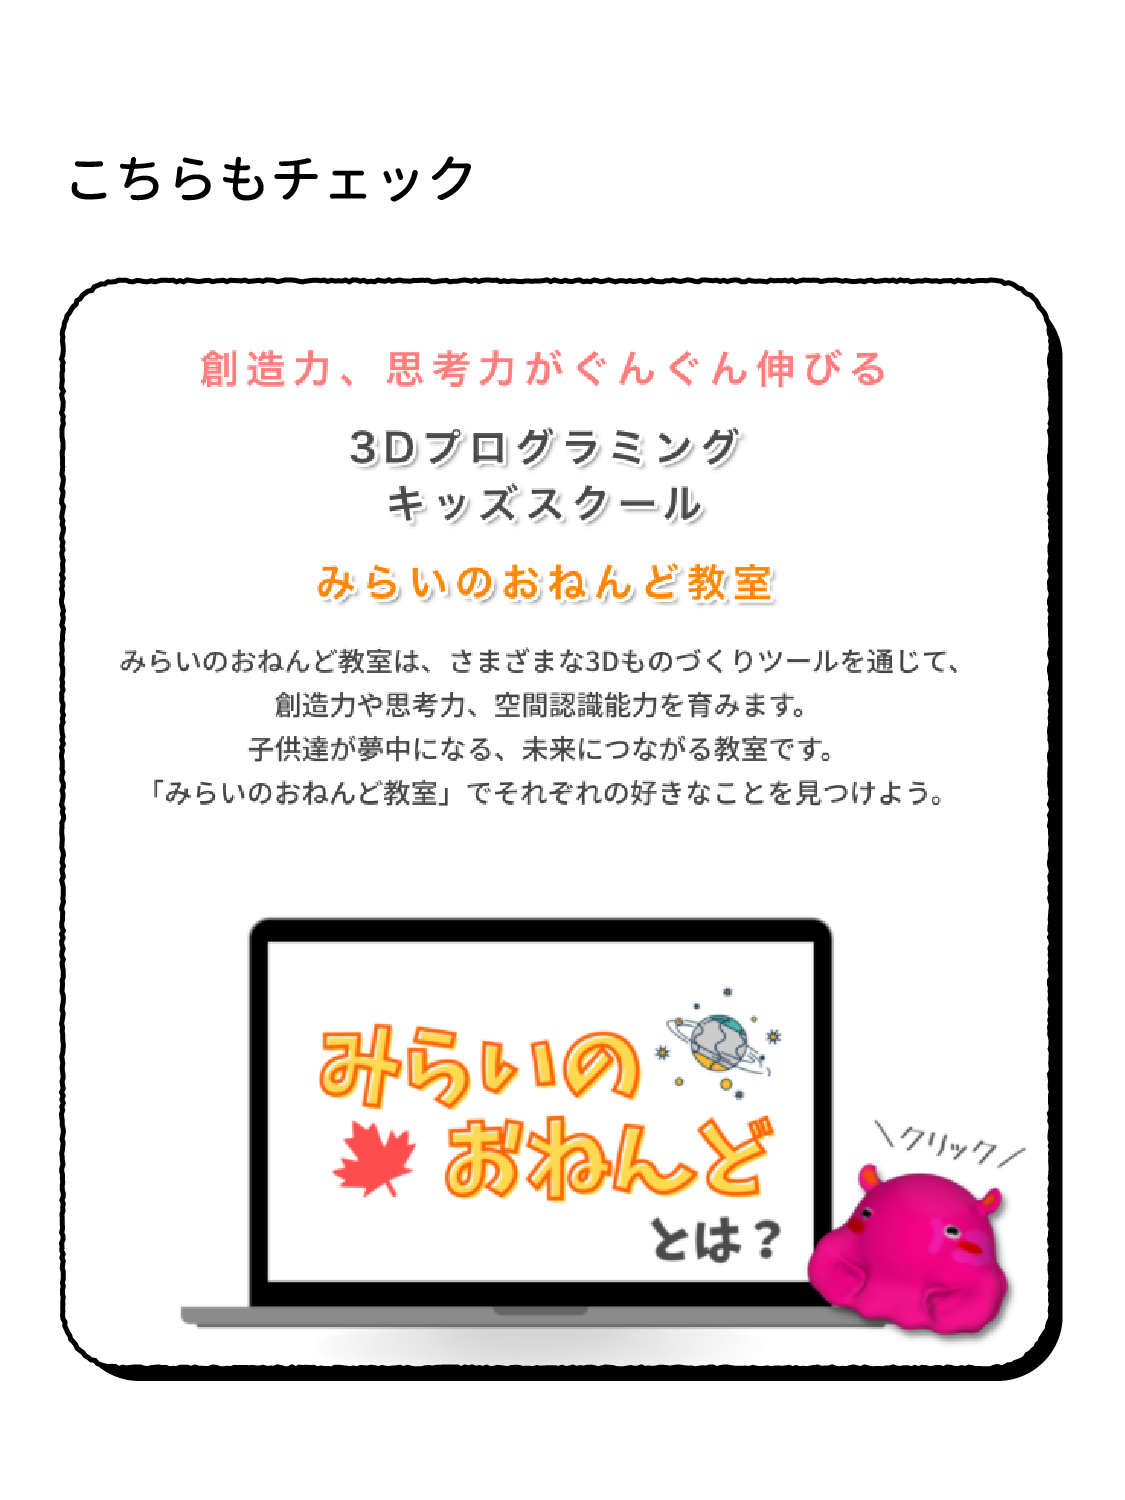 こちらもチェック
創造力、思考力がぐんぐん伸びる
3Dプログラミング
キッズスクール
みらいのおねんど教室
みらいのおねんど教室は、さまざまな3Dものづくりツールを通じて、
創造力や思考力、空間認識能力を育みます。
子供達が夢中になる、未来につながる教室です。
「みらいのおねんど教室」でそれぞれの好きなことを見つけよう。
みらいの
おねんど
とは？
＼クリック／